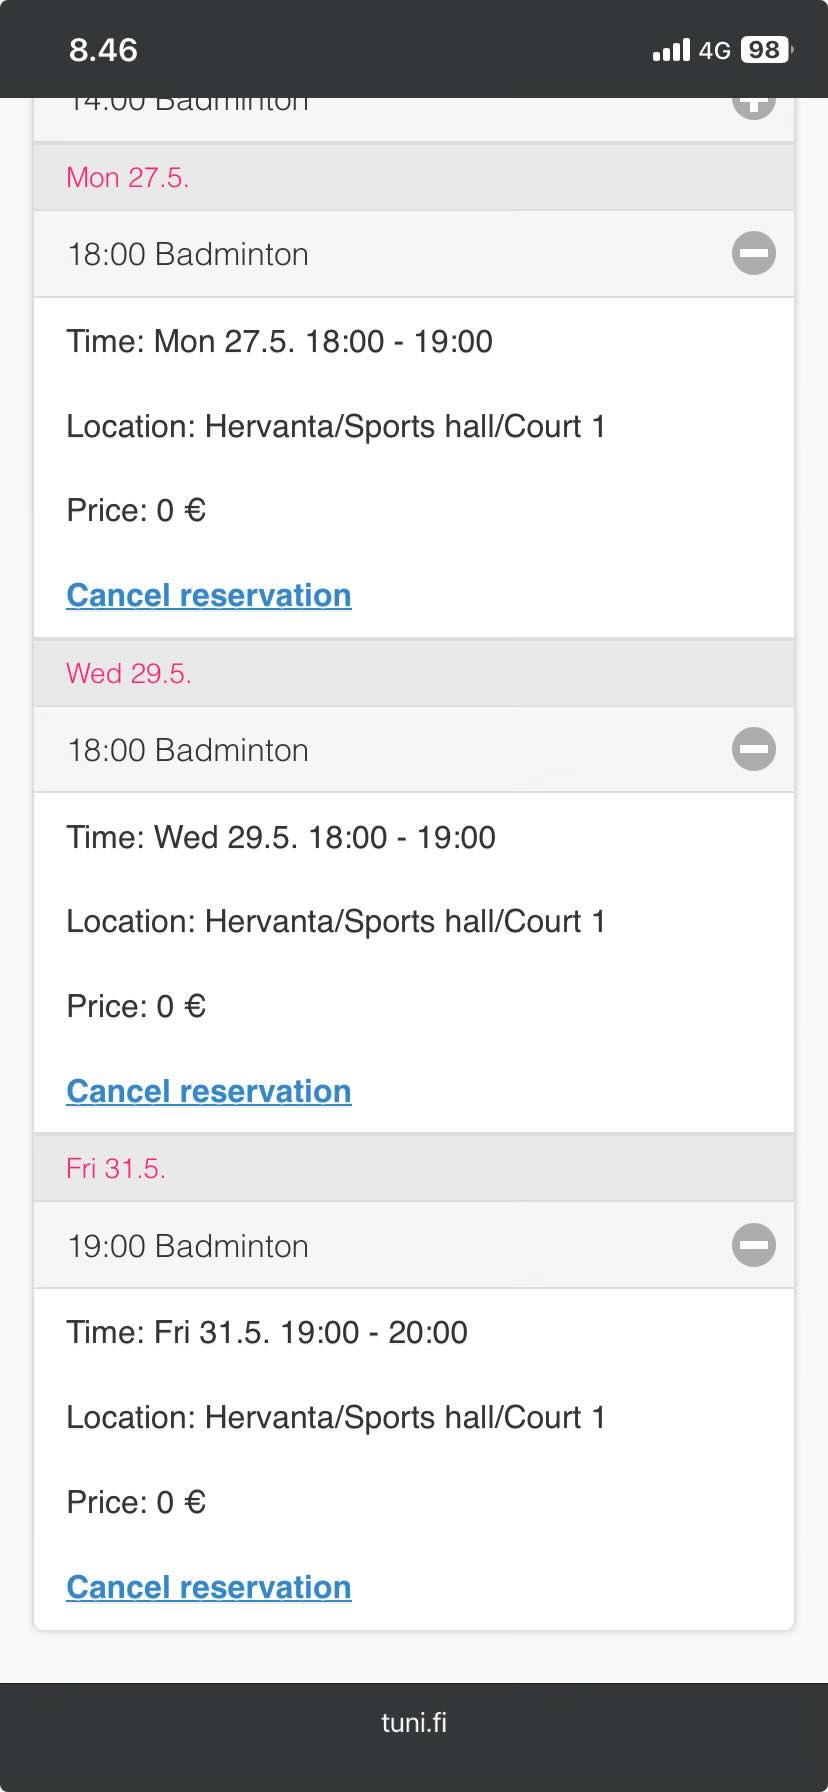 8.46
4G 98
14:00 Badminton
Mon 27.5.
18:00 Badminton
Time: Mon 27.5. 18:00 - 19:00
Location: Hervanta/Sports hall/Court 1
Price: 0 €
Cancel reservation
Wed 29.5.
18:00 Badminton
Time: Wed 29.5. 18:00 - 19:00
Location: Hervanta/Sports hall/Court 1
Price: 0 €
Cancel reservation
Fri 31.5.
19:00 Badminton
Time: Fri 31.5. 19:00 - 20:00
Location: Hervanta/Sports hall/Court 1
Price: 0 €
Cancel reservation
tuni.fi